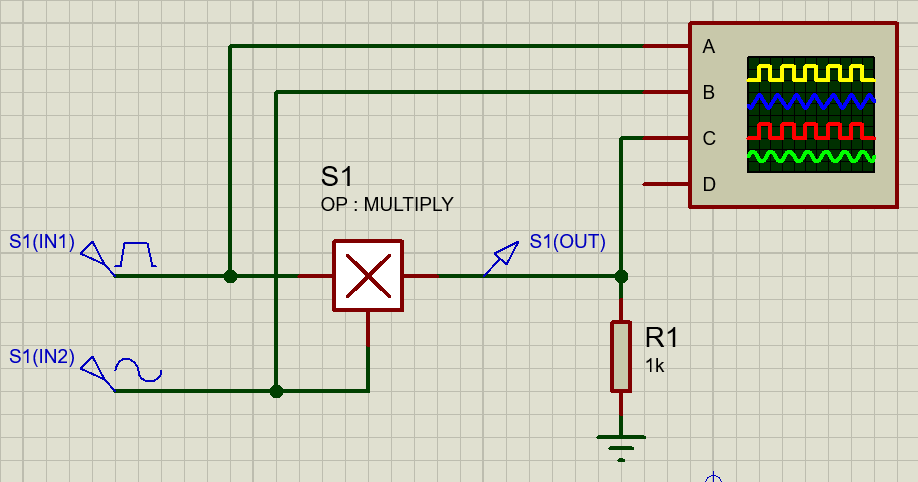 A
B
C
D
S1
OP : MULTIPLY
S1(IN1)
S1(OUT)
S1(IN2)
R1
1k